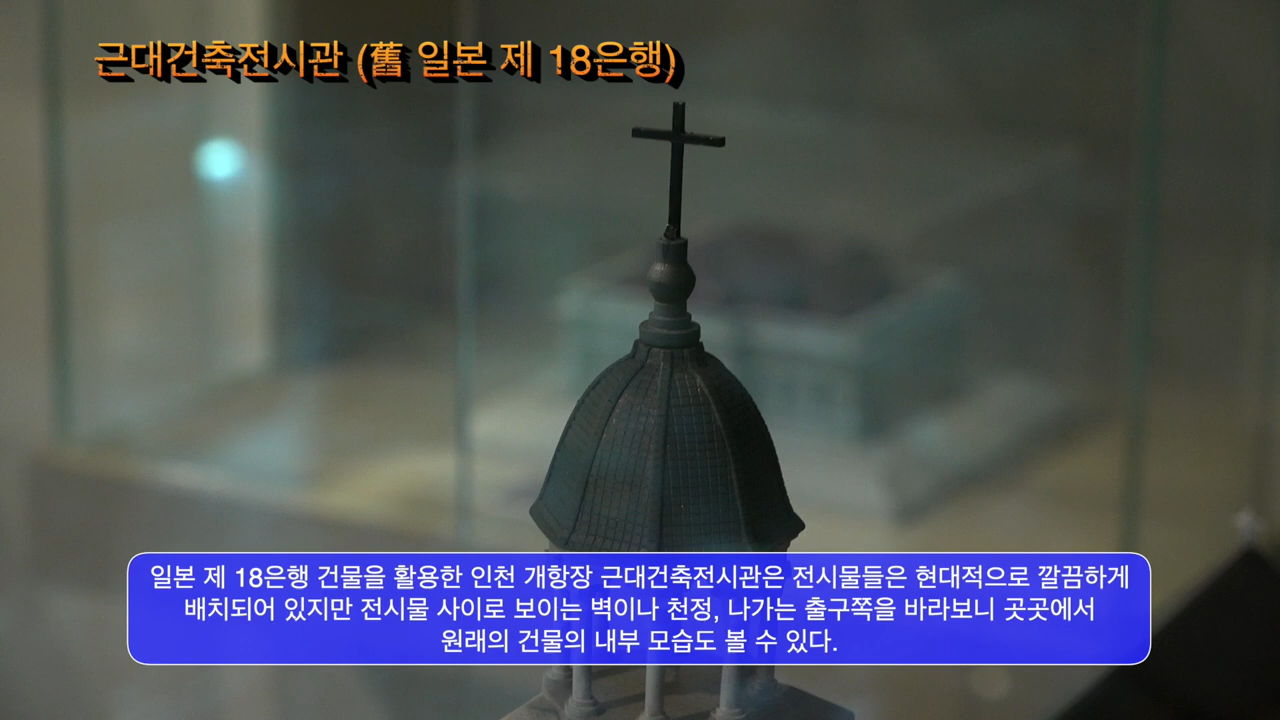 근대건축전시관 (舊 일본 제 18은행)
일본 제 18은행 건물을 활용한 인천 개항장 근대건축전시관은 전시물들은 현대적으로 깔끔하게
배치되어 있지만 전시물 사이로 보이는 벽이나 천정, 나가는 출구쪽을 바라보니 곳곳에서
원래의 건물의 내부 모습도 볼 수 있다.